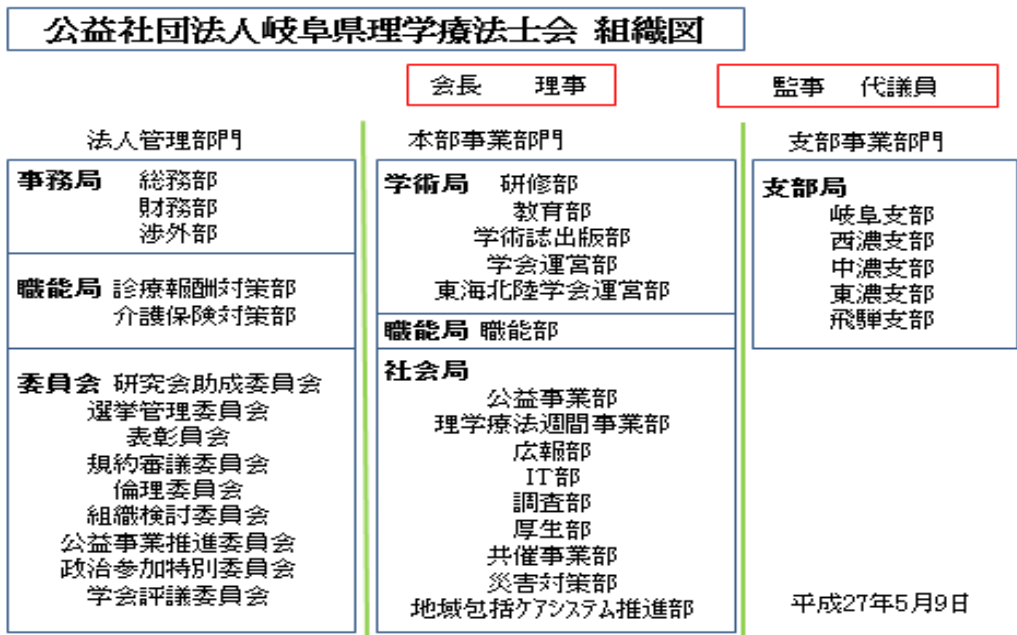 公益社団法人岐阜県理学療法士会 組織図
会長 理事
監事 代議員
法人管理部門
事務局 総務部
財務部
渉外部
職能局 診療報酬対策部
介護保険対策部
委員会 研究会助成委員会
選挙管理委員会
表彰員会
規約審議委員会
倫理委員会
組織検討委員会
公益事業推進委員会
政治参加特別委員会
学会評議委員会
本部事業部門
学術局 研修部
教育部
学術誌出版部
学会運営部
東海北陸学会運営部
職能局 職能部
社会局
公益事業部
理学療法週間事業部
広報部
IT部
調査部
厚生部
共催事業部
災害対策部
地域包括ケアシステム推進部
支部事業部門
支部局
岐阜支部
西濃支部
中濃支部
東濃支部
飛騨支部
平成27年5月9日